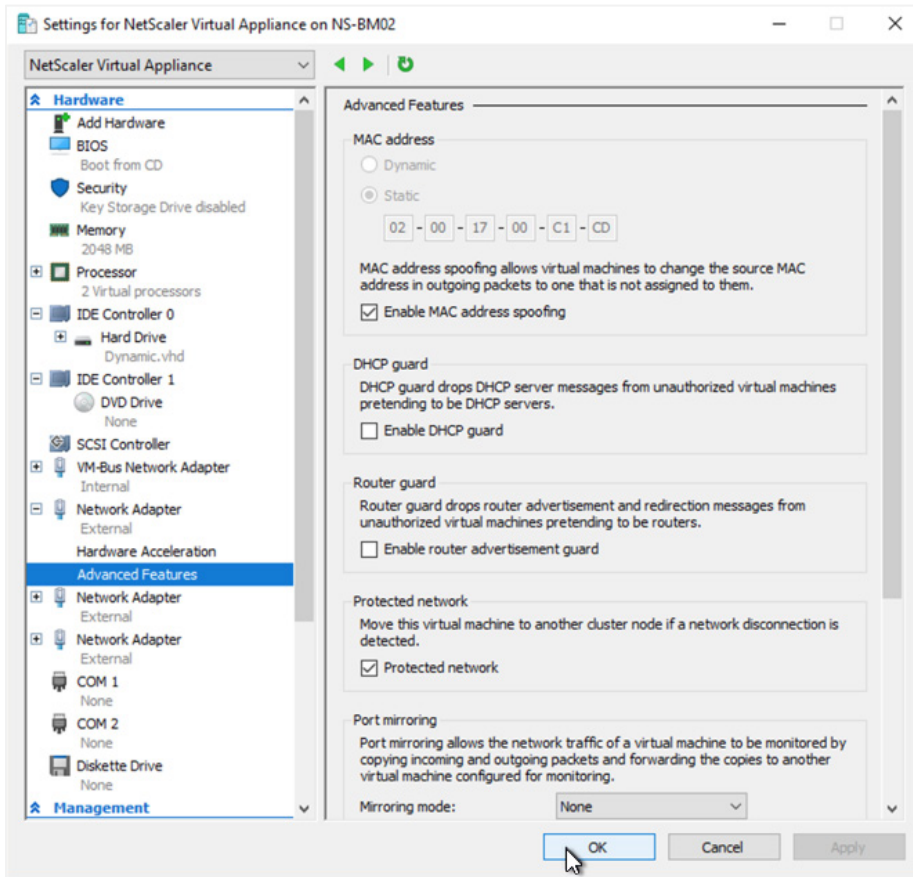 Settings for NetScaler Virtual Appliance on NS-BM02
NetScaler Virtual Appliance
Hardware
Add Hardware
BIOS
Boot from CD
Security
Key Storage Drive disabled
Memory
2048 MB
Processor
2 Virtual processors
IDE Controller 0
Hard Drive
Dynamic.vhd
IDE Controller 1
DVD Drive
None
SCSI Controller
VM-Bus Network Adapter
Internal
Network Adapter
External
Hardware Acceleration
Advanced Features
Network Adapter
External
Network Adapter
External
COM 1
None
COM 2
None
Diskette Drive
None
Management
Advanced Features
MAC address
Dynamic
Static
02 - 00 - 17 - 00 - C1 - CD
MAC address spoofing allows virtual machines to change the source MAC
address in outgoing packets to one that is not assigned to them.
Enable MAC address spoofing
DHCP guard
DHCP guard drops DHCP server messages from unauthorized virtual machines
pretending to be DHCP servers.
Enable DHCP guard
Router guard
Router guard drops router advertisement and redirection messages from
unauthorized virtual machines pretending to be routers.
Enable router advertisement guard
Protected network
Move this virtual machine to another cluster node if a network disconnection is
detected.
Protected network
Port mirroring
Port mirroring allows the network traffic of a virtual machine to be monitored by
copying incoming and outgoing packets and forwarding the copies to another
virtual machine configured for monitoring.
Mirroring mode: None
OK Cancel Apply